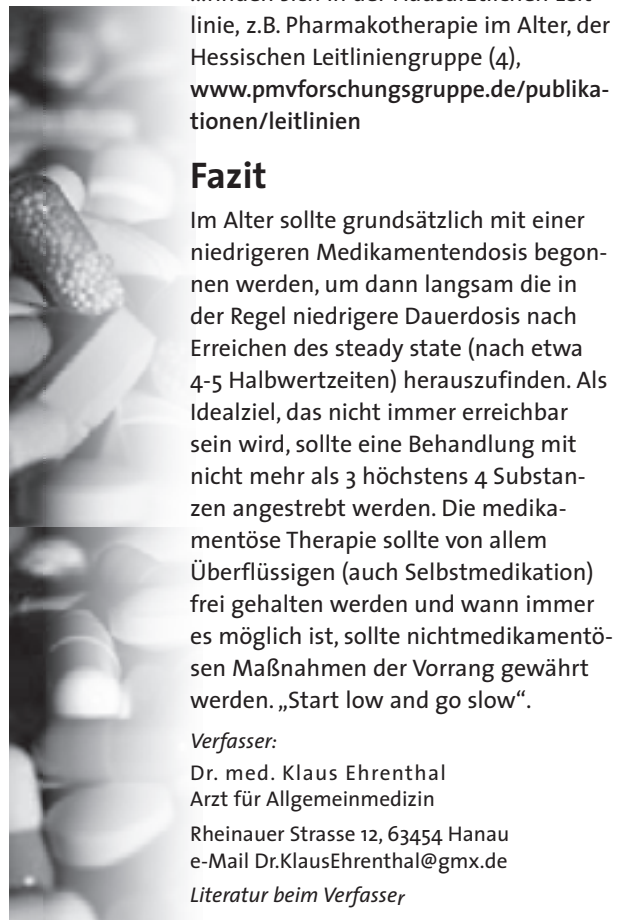 linie, z.B. Pharmakotherapie im Alter, der
Hessischen Leitliniengruppe (4),
www.pmvforschungsgruppe.de/publika-
tionen/leitlinien
Fazit
Im Alter sollte grundsätzlich mit einer
niedrigeren Medikamentendosis begon-
nen werden, um dann langsam die in
der Regel niedrigere Dauerdosis nach
Erreichen des steady state (nach etwa
4-5 Halbwertzeiten) herauszufinden. Als
Idealziel, das nicht immer erreichbar
sein wird, sollte eine Behandlung mit
nicht mehr als 3 höchstens 4 Substan-
zen angestrebt werden. Die medika-
mentöse Therapie sollte von allem
Überflüssigen (auch Selbstmedikation)
frei gehalten werden und wann immer
es möglich ist, sollte nichtmedikamentö-
sen Maßnahmen der Vorrang gewährt
werden. „Start low and go slow“.
Verfasser:
Dr. med. Klaus Ehrenthal
Arzt für Allgemeinmedizin
Rheinauer Strasse 12, 63454 Hanau
e-Mail Dr.KlausEhrenthal@gmx.de
Literatur beim Verfasser